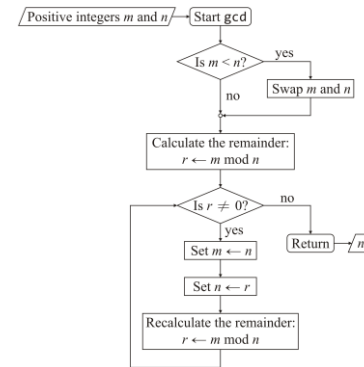 Positive integers m and n
Start gcd
Is m < n?
yes
Swap m and n
no
Calculate the remainder:
r ← m mod n
Is r ≠ 0?
no
yes
Return
n
Set m ← n
Set n ← r
Recalculate the remainder:
r ← m mod n